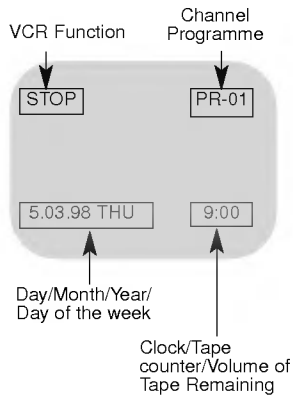 VCR Function
Channel
Programme
STOP
PR-01
5.03.98 THU
9:00
Day/Month/Year/
Day of the week
Clock/Tape
counter/Volume of
Tape Remaining